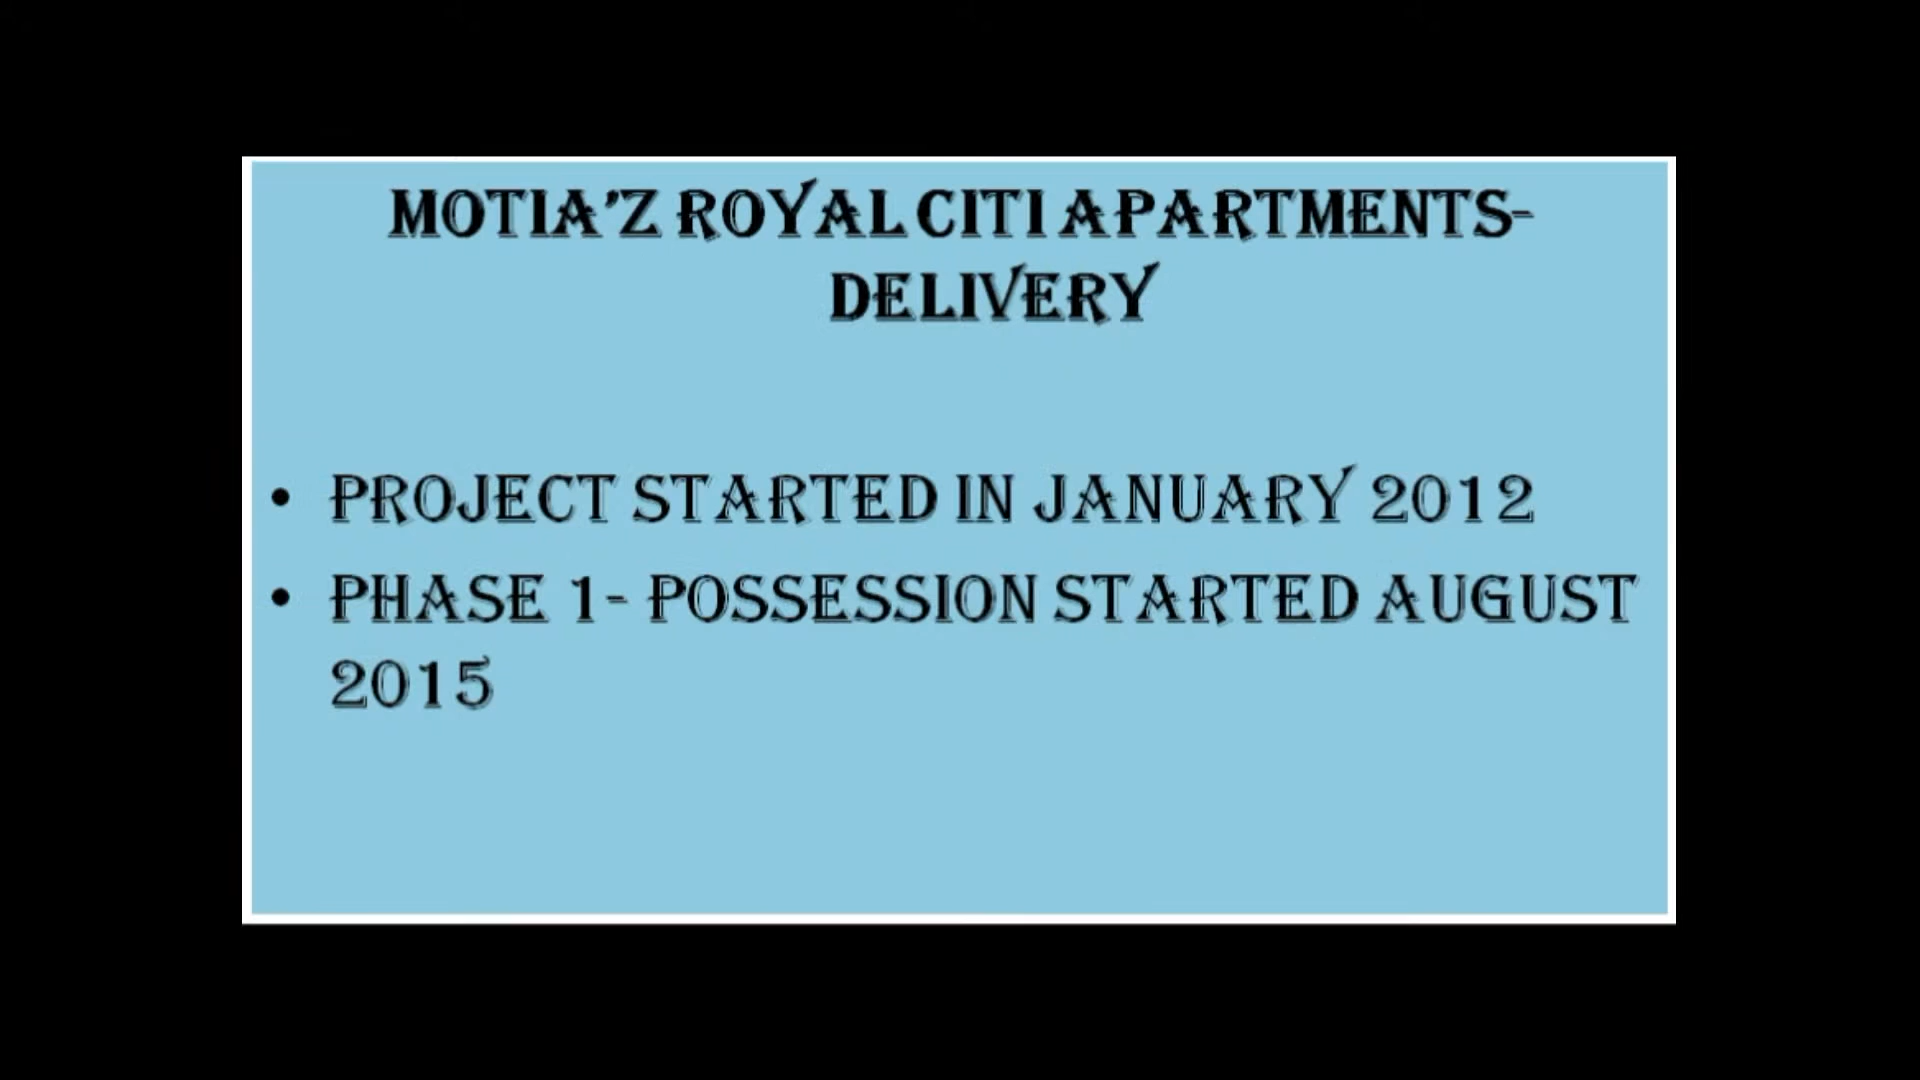 MOTIA'Z ROYAL CITI APARTMENTS-
DELIVERY
• PROJECT STARTED IN JANUARY 2012
• PHASE 1- POSSESSION STARTED AUGUST
2015